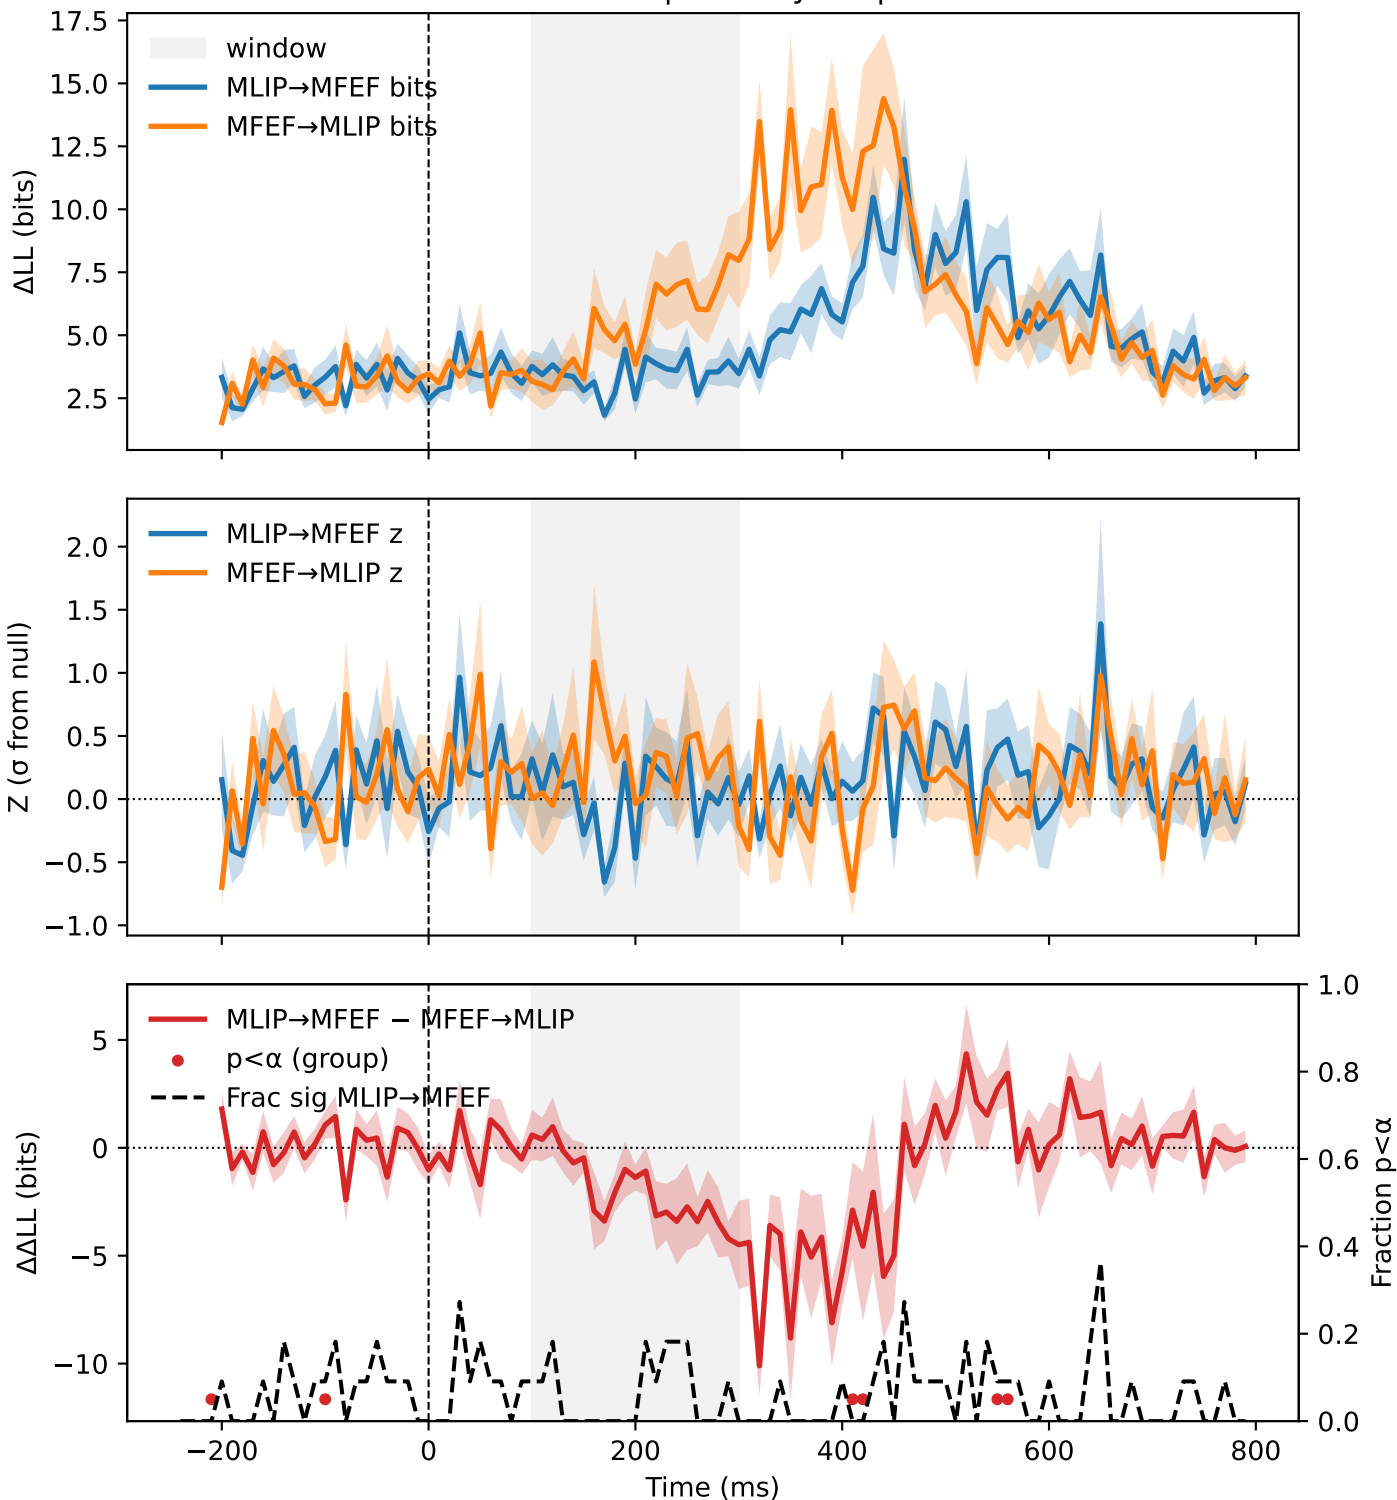 17.5
15.0
12.5
10.0
7.5
5.0
2.5
ΔLL (bits)
window
MLIP→MFEF bits
MFEF→MLIP bits
2.0
1.5
1.0
0.5
0.0
−0.5
−1.0
Z (σ from null)
MLIP→MFEF z
MFEF→MLIP z
5
0
−5
−10
ΔΔLL (bits)
MLIP→MFEF − MFEF→MLIP
p<α (group)
Frac sig MLIP→MFEF
1.0
0.8
0.6
0.4
0.2
0.0
Fraction p<α
−200
0
200
400
600
800
Time (ms)